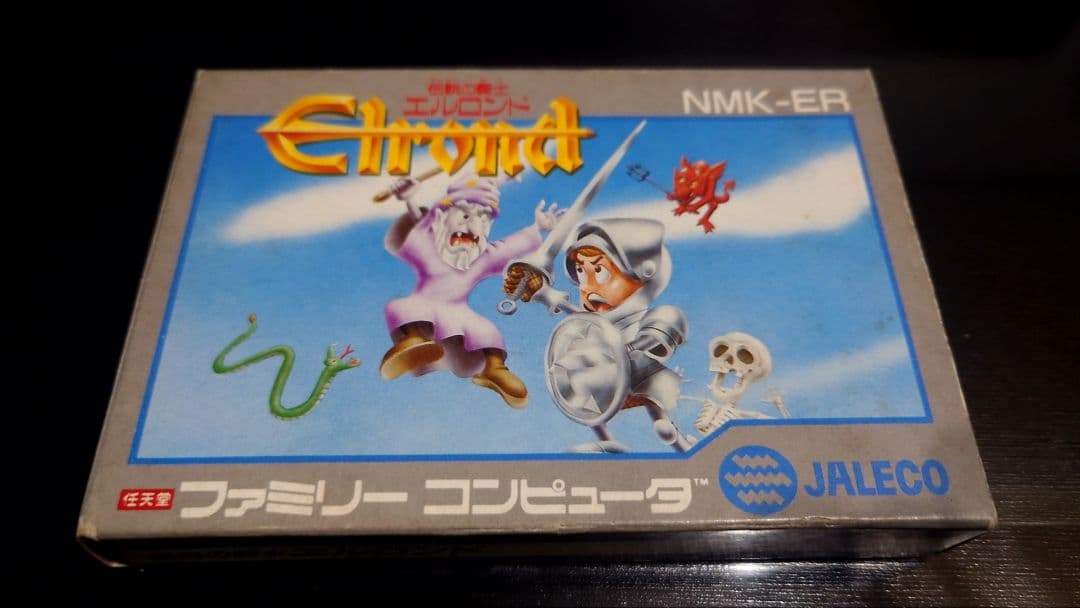 伝説の騎士
エルロンド
Elrond
NMK-ER
任天堂 ファミリー コンピュータ™
JALECO